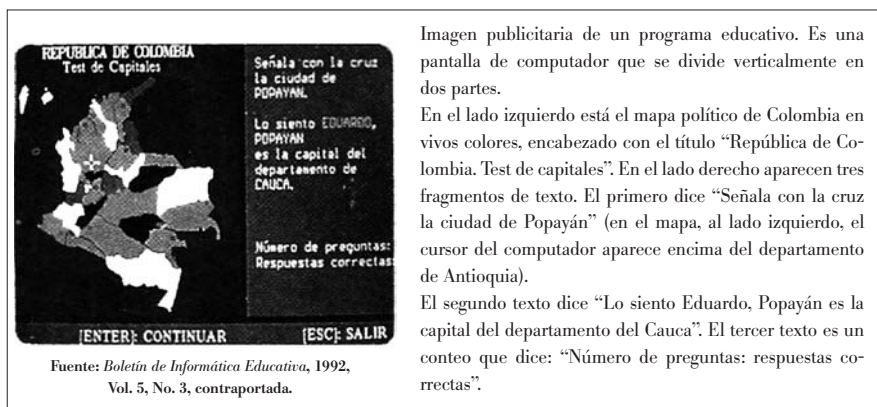 REPUBLICA DE COLOMBIA
Test de Capitales
Señala con la cruz
la ciudad de
POPAYAN.
Lo siento EDUARDO,
POPAYAN
es la capital del
departamento de
CAUCA.
Número de preguntas:
Respuestas correctas:
[ENTER]: CONTINUAR
[ESC]: SALIR
Fuente: Boletín de Informática Educativa, 1992,
Vol. 5, No. 3, contraportada.
Imagen publicitaria de un programa educativo. Es una
pantalla de computador que se divide verticalmente en
dos partes.
En el lado izquierdo está el mapa político de Colombia en
vivos colores, encabezado con el título “República de Co-
lombia. Test de capitales”. En el lado derecho aparecen tres
fragmentos de texto. El primero dice “Señala con la cruz
la ciudad de Popayán” (en el mapa, al lado izquierdo, el
cursor del computador aparece encima del departamento
de Antioquia).
El segundo texto dice “Lo siento Eduardo, Popayán es la
capital del departamento del Cauca”. El tercer texto es un
conteo que dice: “Número de preguntas: respuestas co-
rrectas”.